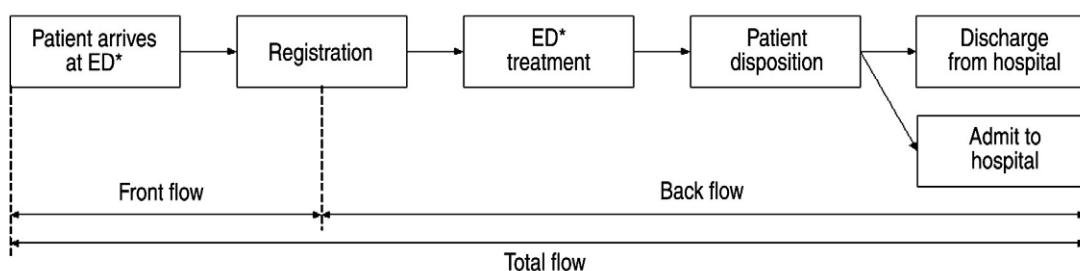 Patient arrives
at ED*
Registration
ED*
treatment
Patient
disposition
Discharge
from hospital
Admit to
hospital
Front flow
Back flow
Total flow